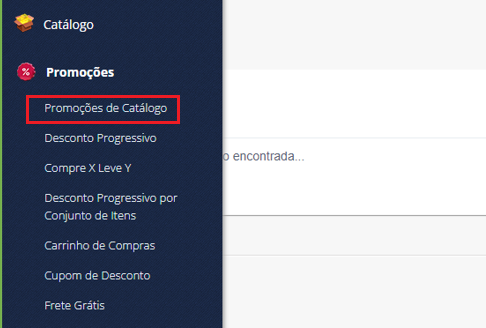 Catálogo
Promoções
Promoções de Catálogo
Desconto Progressivo
Compre X Leve Y
o encontrada...
Desconto Progressivo por
Conjunto de Itens
Carrinho de Compras
Cupom de Desconto
Frete Grátis